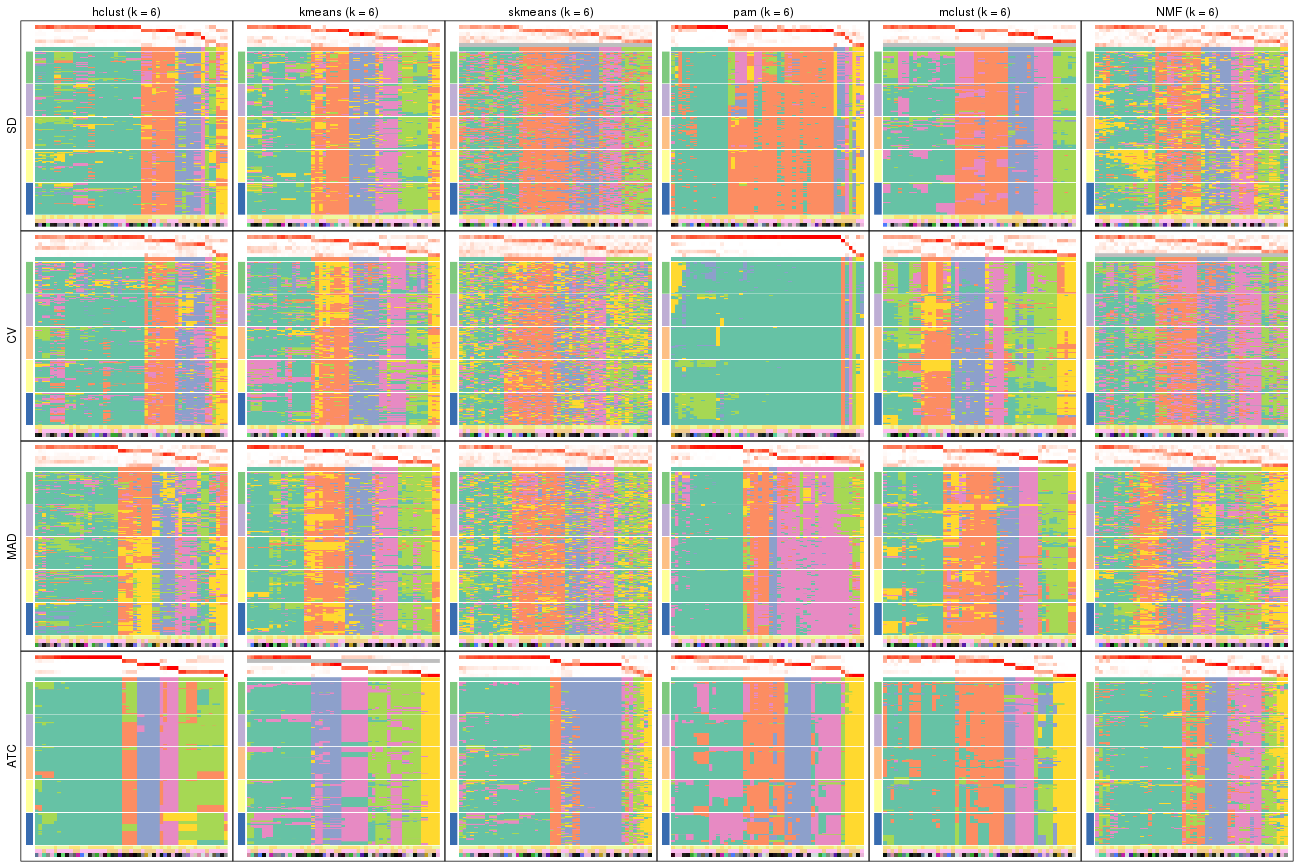 hclust (k = 6)
kmeans (k = 6)
skmeans (k = 6)
pam (k = 6)
mclust (k = 6)
NMF (k = 6)
SD
CV
MAD
ATC